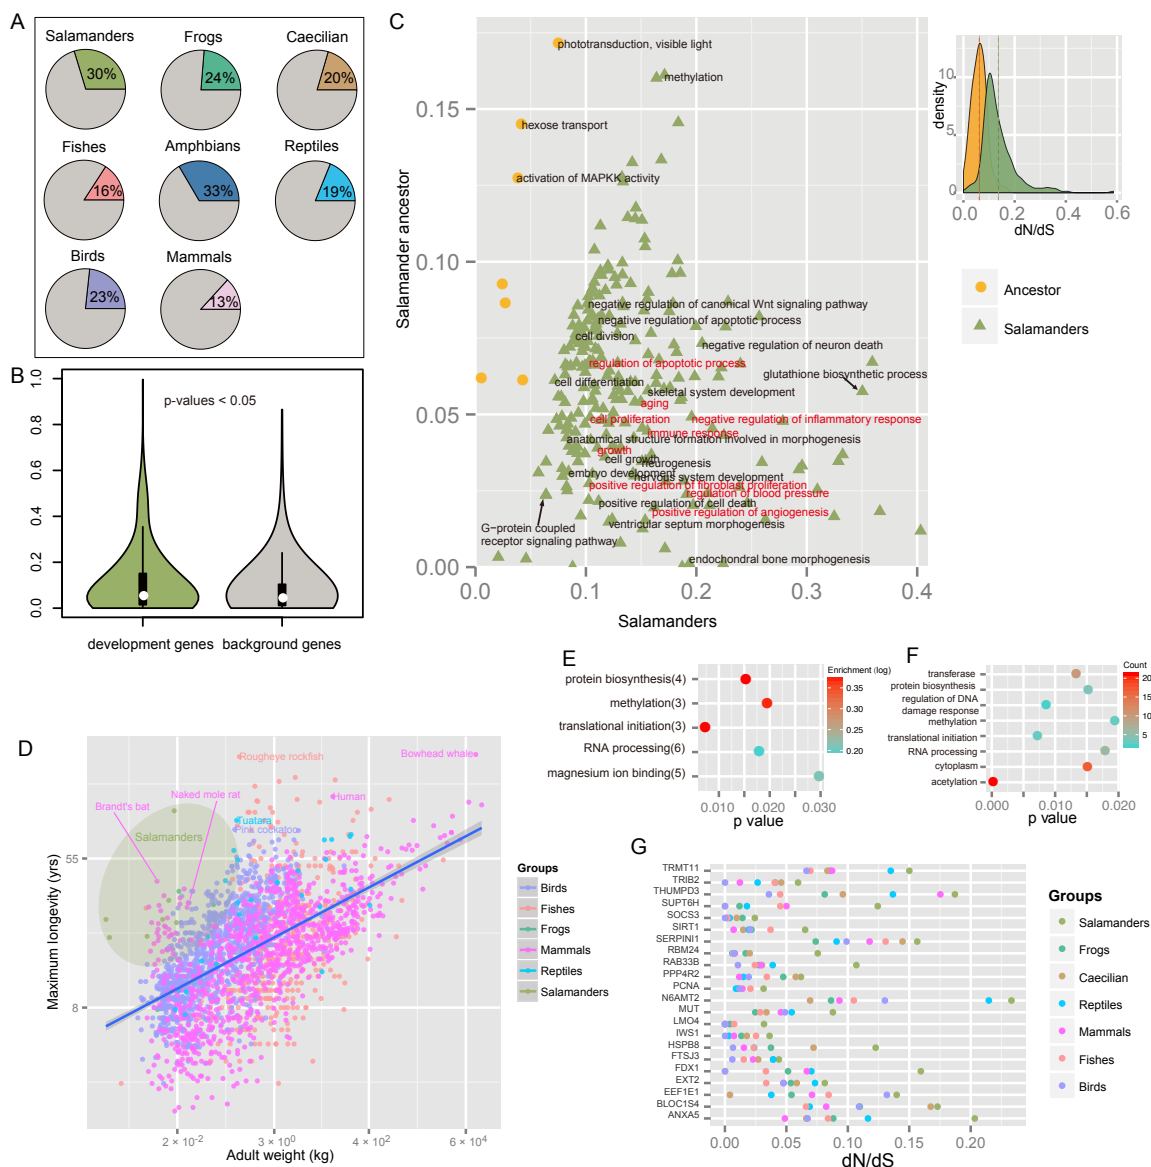 A
Salamanders
Frogs
Caecilian
30%
24%
20%
Fishes
Amphbians
Reptiles
16%
33%
19%
Birds
Mammals
23%
13%
B
1.0
0.8
0.6
0.4
0.2
0.0
p-values < 0.05
development genes
background genes
C
Salamander ancestor
0.15
0.10
0.05
0.00
phototransduction, visible light
methylation
hexose transport
activation of MAPKK activity
negative regulation of canonical Wnt signaling pathway
negative regulation of apoptotic process
cell division
negative regulation of neuron death
regulation of apoptotic process
glutathione biosynthetic process
cell differentiation
skeletal system development
aging
cell proliferation
negative regulation of inflammatory response
immune response
anatomical structure formation involved in morphogenesis
growth
cell growth
neurogenesis
embryo development
nervous system development
positive regulation of fibroblast proliferation
regulation of blood pressure
positive regulation of cell death
positive regulation of angiogenesis
G−protein coupled
receptor signaling pathway
ventricular septum morphogenesis
endochondral bone morphogenesis
0.0
0.1
0.2
0.3
0.4
Salamanders
density
10
5
0
0.0
0.2
0.4
0.6
dN/dS
Ancestor
Salamanders
D
Maximum longevity (yrs)
55
8
Rougheye rockfish
Bowhead whale
Naked mole rat
Brandt's bat
Human
Salamanders
Tuatara
Pink cockatoo
2 × 10⁻²
3 × 10⁰
4 × 10²
6 × 10⁴
Adult weight (kg)
Groups
Birds
Fishes
Frogs
Mammals
Reptiles
Salamanders
E
protein biosynthesis(4)
methylation(3)
translational initiation(3)
RNA processing(6)
magnesium ion binding(5)
0.010
0.020
0.030
p value
Enrichment (log)
0.35
0.30
0.25
0.20
F
transferase
protein biosynthesis
regulation of DNA
damage response
methylation
translational initiation
RNA processing
cytoplasm
acetylation
0.000
0.010
0.020
p value
Count
20
15
10
5
G
TRMT11
TRIB2
THUMPD3
SUPT6H
SOCS3
SIRT1
SERPINI1
RBM24
RAB33B
PPP4R2
PCNA
N6AMT2
MUT
LMO4
IWS1
HSPB8
FTSJ3
FDX1
EXT2
EEF1E1
BLOC1S4
ANXA5
0.00
0.05
0.10
0.15
0.20
dN/dS
Groups
Salamanders
Frogs
Caecilian
Reptiles
Mammals
Fishes
Birds